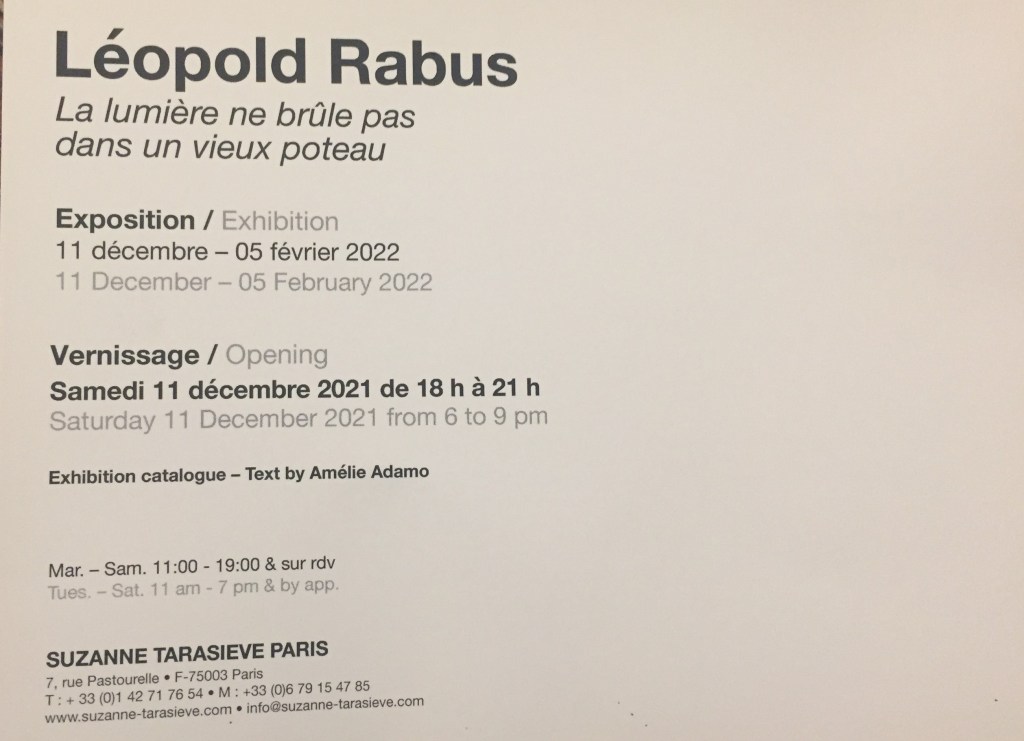 Léopold Rabus
La lumière ne brûle pas
dans un vieux poteau
Exposition / Exhibition
11 décembre – 05 février 2022
11 December – 05 February 2022
Vernissage / Opening
Samedi 11 décembre 2021 de 18 h à 21 h
Saturday 11 December 2021 from 6 to 9 pm
Exhibition catalogue – Text by Amélie Adamo
Mar. – Sam. 11:00 - 19:00 & sur rdv
Tues. – Sat. 11 am - 7 pm & by app.
SUZANNE TARASIEVE PARIS
7, rue Pastourelle • F-75003 Paris
T : + 33 (0)1 42 71 76 54 • M : +33 (0)6 79 15 47 85
www.suzanne-tarasieve.com • info@suzanne-tarasieve.com